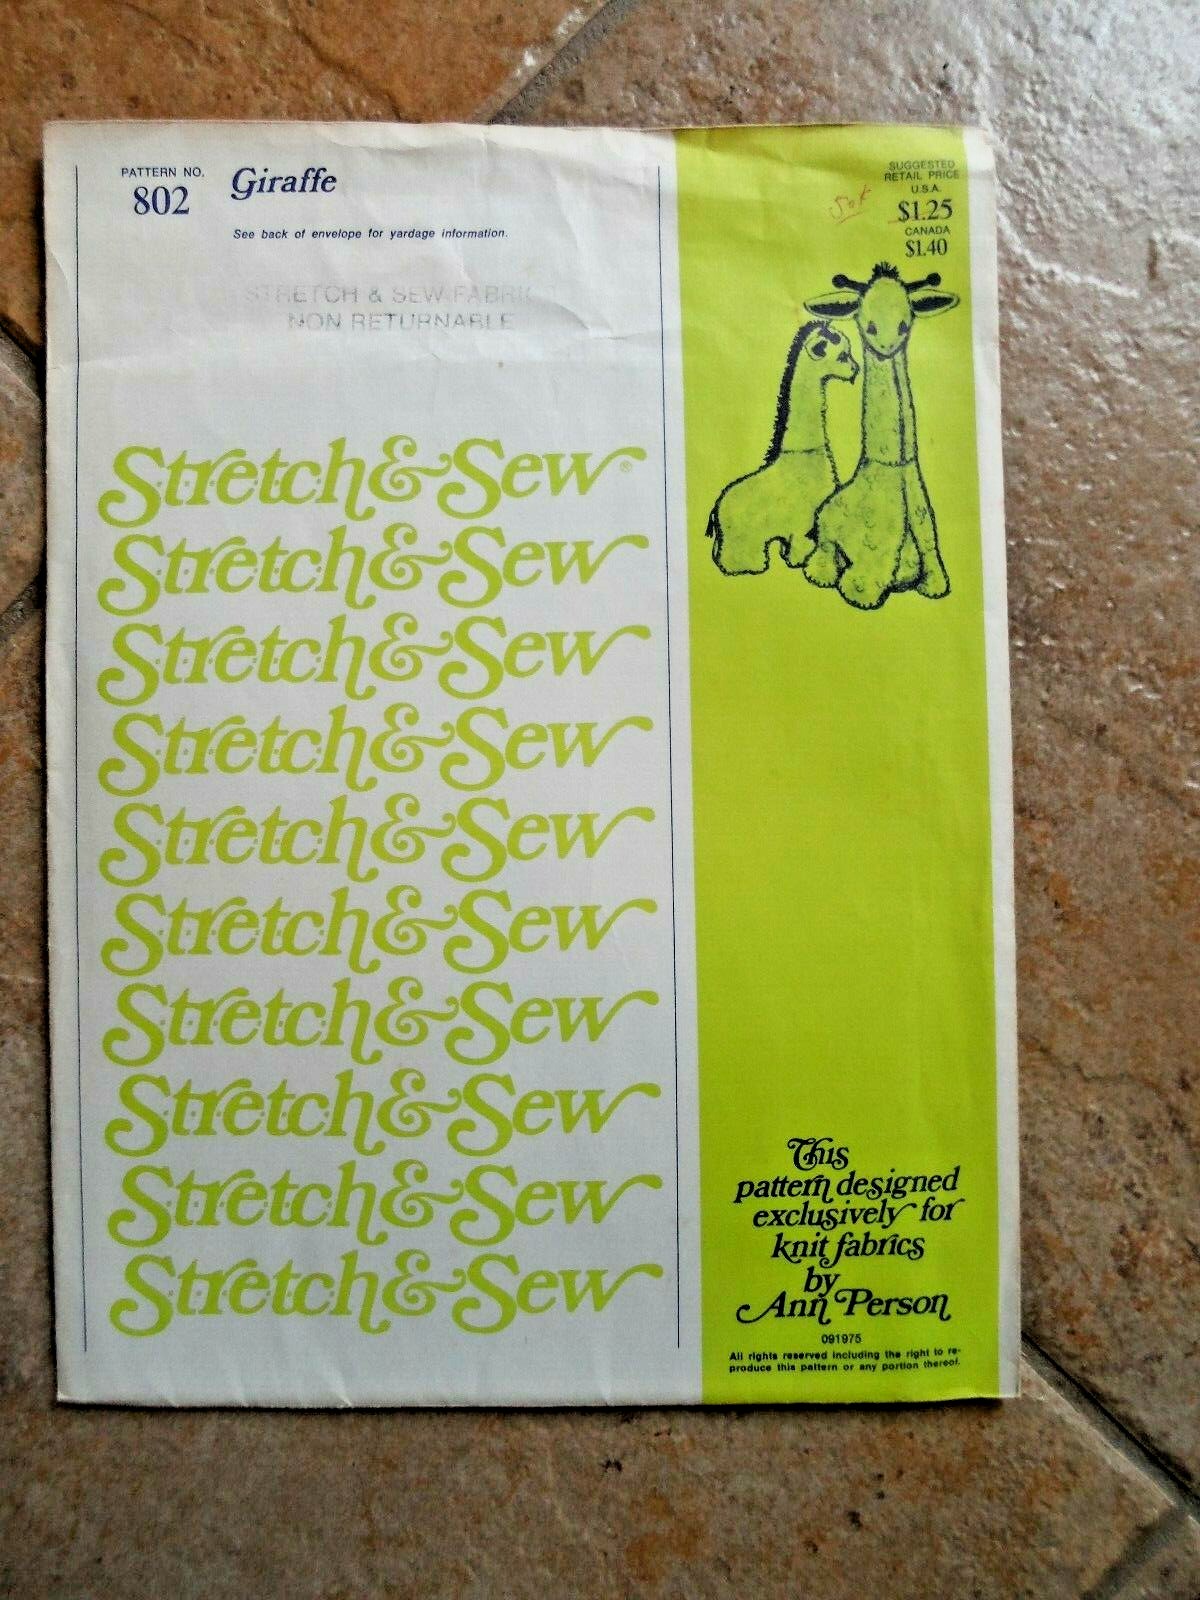 PATTERN NO.
802
Giraffe
See back of envelope for yardage information.
STRETCH & SEW FABRIC
NON RETURNABLE
Stretch & Sew®
Stretch & Sew
Stretch & Sew
Stretch & Sew
Stretch & Sew
Stretch & Sew
Stretch & Sew
Stretch & Sew
Stretch & Sew
Stretch & Sew
SUGGESTED
RETAIL PRICE
U.S.A.
$1.25
CANADA
$1.40
This
pattern designed
exclusively for
knit fabrics
by
Ann Person
091975
All rights reserved including the right to re-
produce this pattern or any portion thereof.